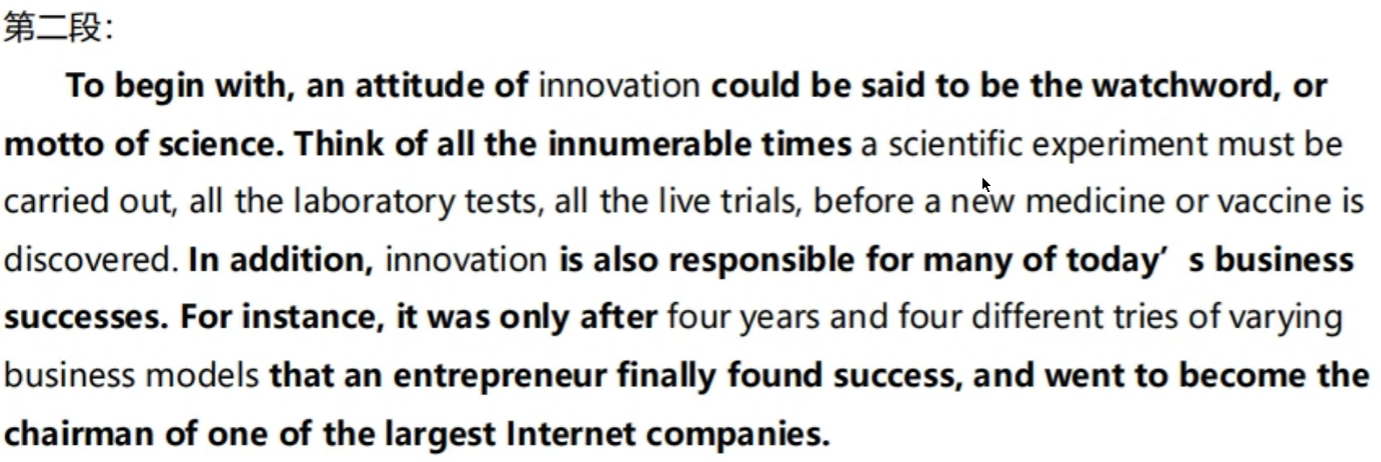 第二段：
To begin with, an attitude of innovation could be said to be the watchword, or
motto of science. Think of all the innumerable times a scientific experiment must be
carried out, all the laboratory tests, all the live trials, before a new medicine or vaccine is
discovered. In addition, innovation is also responsible for many of today’ s business
successes. For instance, it was only after four years and four different tries of varying
business models that an entrepreneur finally found success, and went to become the
chairman of one of the largest Internet companies.